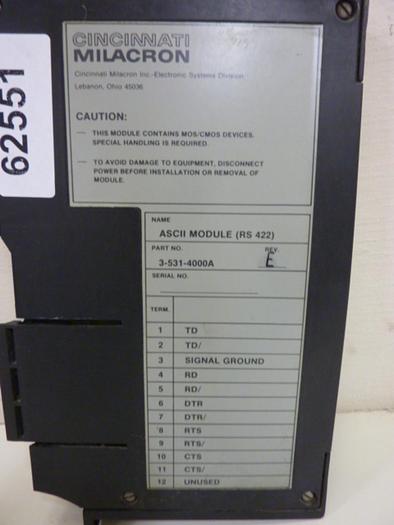 62551
CINCINNATI
MILACRON
Cincinnati Milacron Inc.-Electronic Systems Division
Lebanon, Ohio 45036
CAUTION:
— THIS MODULE CONTAINS MOS/CMOS DEVICES.
SPECIAL HANDLING IS REQUIRED.
— TO AVOID DAMAGE TO EQUIPMENT, DISCONNECT
POWER BEFORE INSTALLATION OR REMOVAL OF
MODULE.
NAME
ASCII MODULE (RS 422)
PART NO. REV.
3-531-4000A E
SERIAL NO.
TERM.
1 TD
2 TD/
3 SIGNAL GROUND
4 RD
5 RD/
6 DTR
7 DTR/
8 RTS
9 RTS/
10 CTS
11 CTS/
12 UNUSED